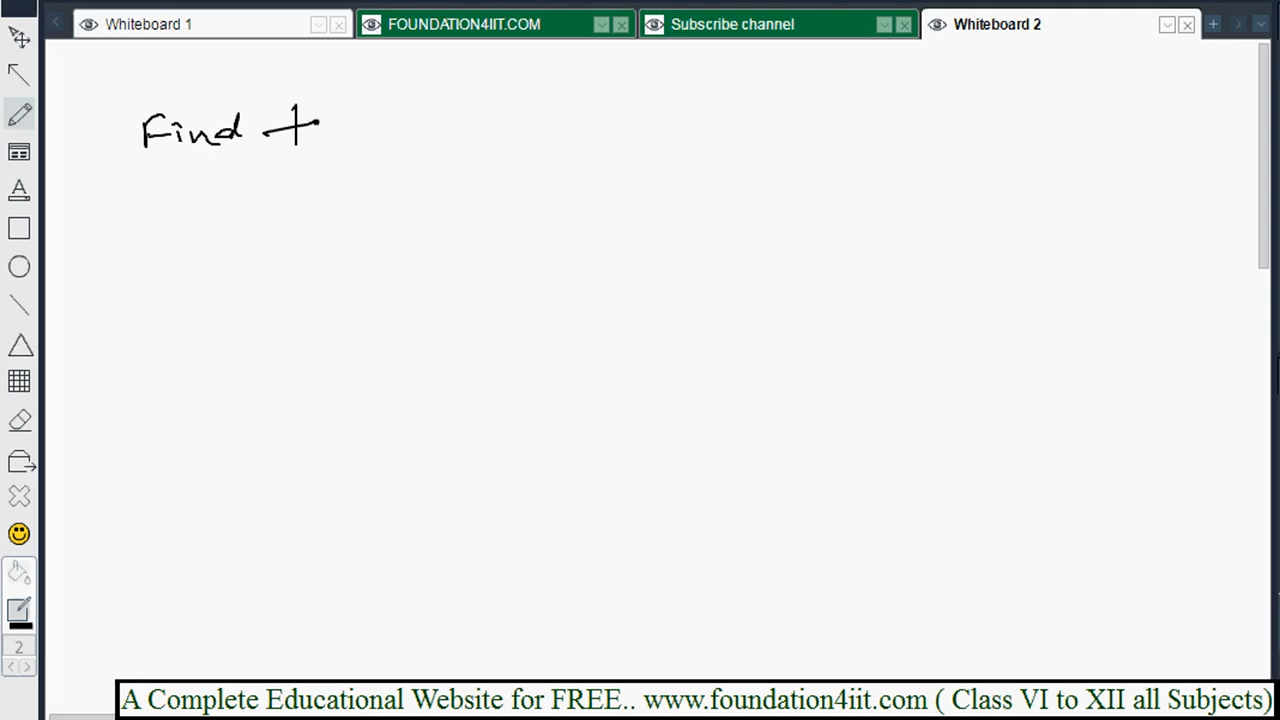 Whiteboard 1 FOUNDATION4IIT.COM Subscribe channel Whiteboard 2
Find t
A
2
A Complete Educational Website for FREE.. www.foundation4iit.com ( Class VI to XII all Subjects)